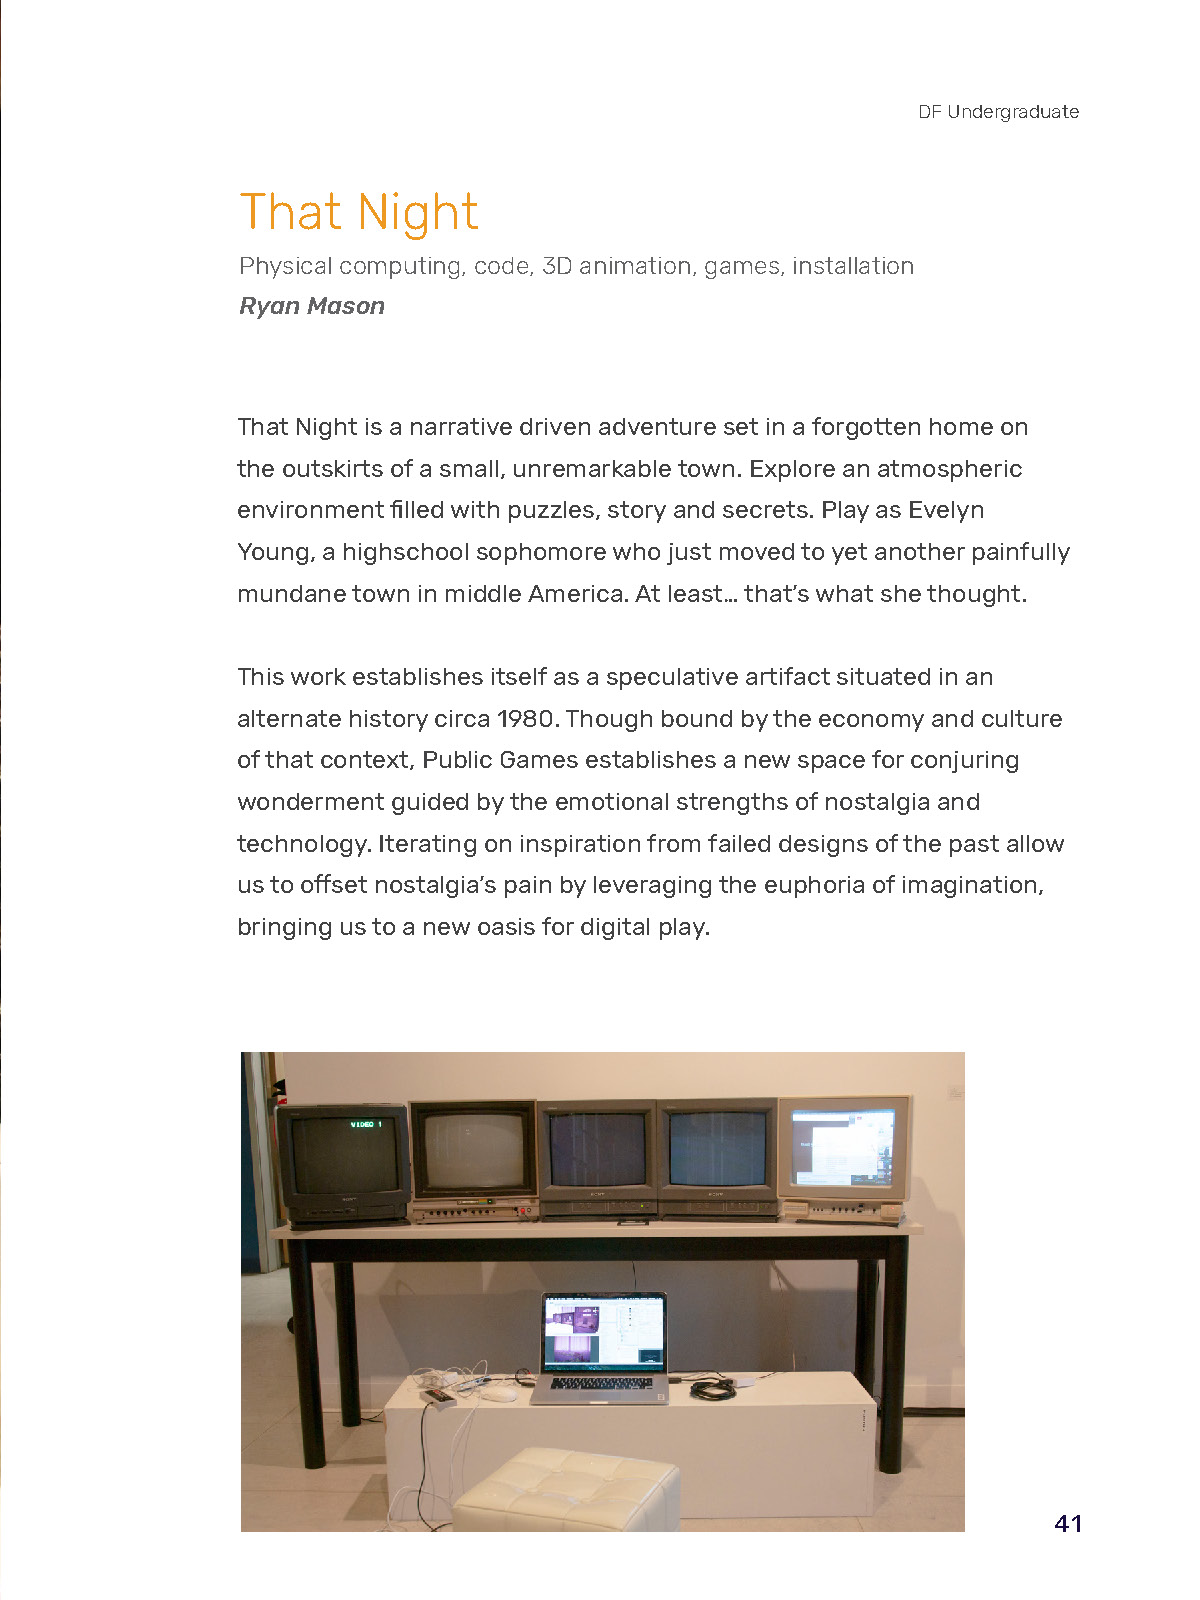 DF Undergraduate
That Night
Physical computing, code, 3D animation, games, installation
Ryan Mason
That Night is a narrative driven adventure set in a forgotten home on
the outskirts of a small, unremarkable town. Explore an atmospheric
environment filled with puzzles, story and secrets. Play as Evelyn
Young, a highschool sophomore who just moved to yet another painfully
mundane town in middle America. At least… that’s what she thought.
This work establishes itself as a speculative artifact situated in an
alternate history circa 1980. Though bound by the economy and culture
of that context, Public Games establishes a new space for conjuring
wonderment guided by the emotional strengths of nostalgia and
technology. Iterating on inspiration from failed designs of the past allow
us to offset nostalgia’s pain by leveraging the euphoria of imagination,
bringing us to a new oasis for digital play.
VIDEO 1
SONY
SONY
SONY
41